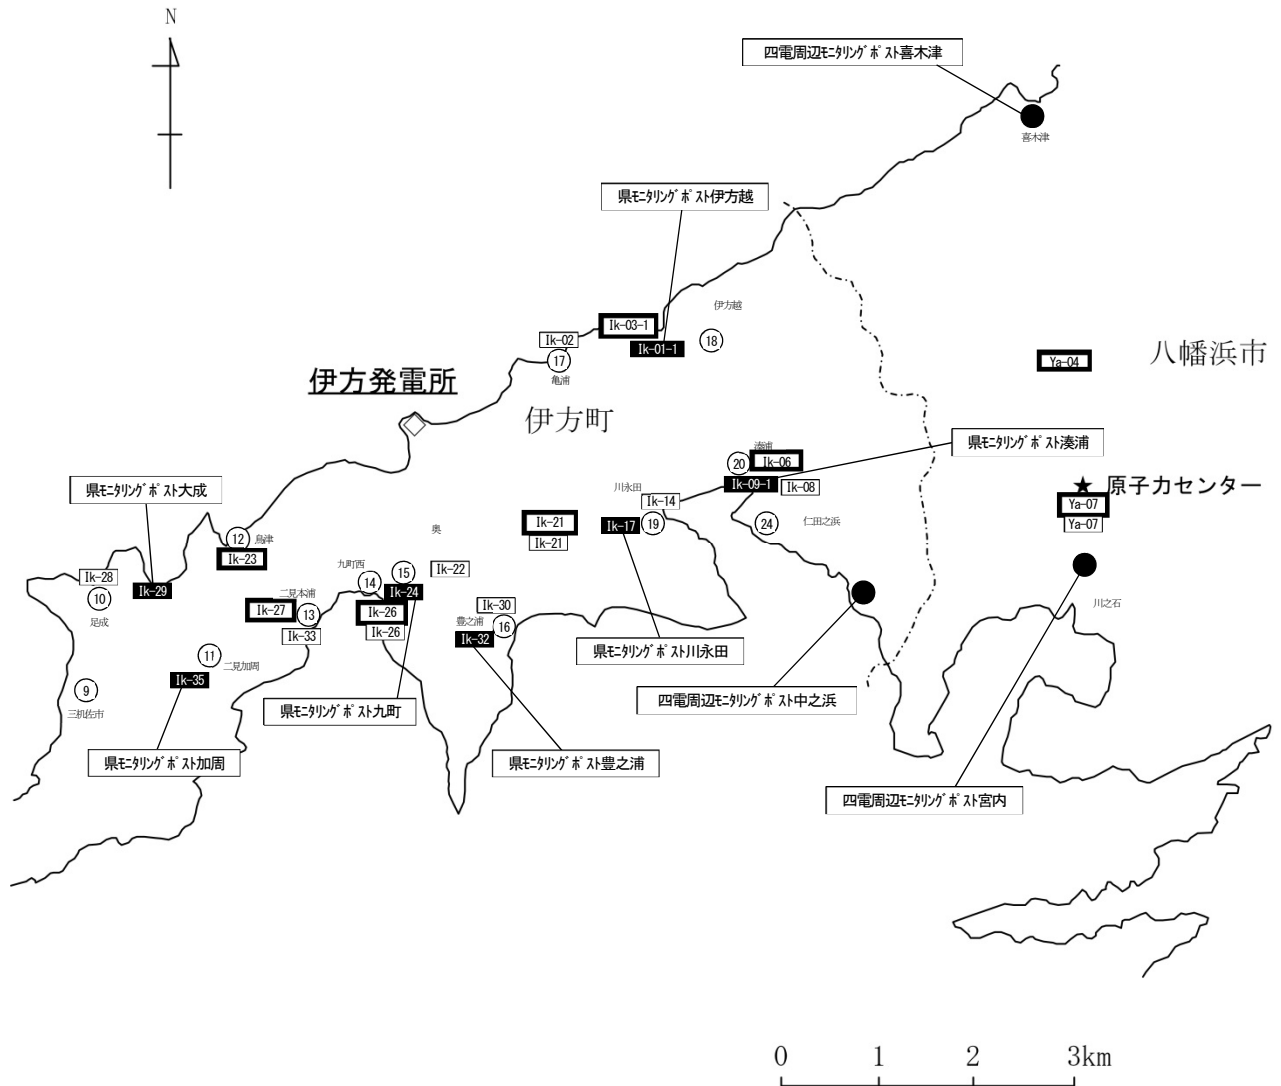 N
四電周辺ﾓﾆﾀﾘﾝｸﾞﾎﾟｽﾄ喜木津
喜木津
県ﾓﾆﾀﾘﾝｸﾞﾎﾟｽﾄ伊方越
伊方越
Ik-03-1
Ik-02
Ik-01-1
18
17
亀浦
Ya-04
八幡浜市
伊方発電所
伊方町
県ﾓﾆﾀﾘﾝｸﾞﾎﾟｽﾄ湊浦
湊浦
20
Ik-06
Ik-09-1
Ik-08
県ﾓﾆﾀﾘﾝｸﾞﾎﾟｽﾄ大成
川永田
Ik-14
★原子力センター
Ya-07
Ya-07
奥
Ik-21
Ik-21
Ik-17
19
24
仁田之浜
12
鳥津
Ik-23
九町西
15
14
Ik-22
Ik-28
Ik-29
10
足成
二見本浦
Ik-27
13
Ik-24
Ik-26
Ik-26
Ik-30
川之石
豊之浦
16
Ik-33
Ik-32
県ﾓﾆﾀﾘﾝｸﾞﾎﾟｽﾄ川永田
11
二見加周
Ik-35
9
三机佐市
県ﾓﾆﾀﾘﾝｸﾞﾎﾟｽﾄ九町
四電周辺ﾓﾆﾀﾘﾝｸﾞﾎﾟｽﾄ中之浜
県ﾓﾆﾀﾘﾝｸﾞﾎﾟｽﾄ加周
県ﾓﾆﾀﾘﾝｸﾞﾎﾟｽﾄ豊之浦
四電周辺ﾓﾆﾀﾘﾝｸﾞﾎﾟｽﾄ宮内
0 1 2 3km